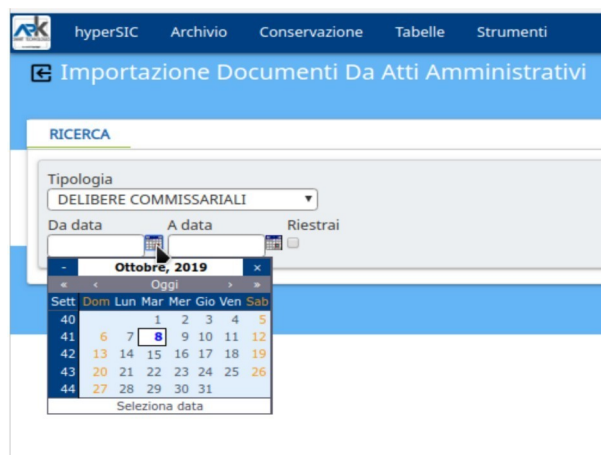 hyperSIC Archivio Conservazione Tabelle Strumenti
Importazione Documenti Da Atti Amministrativi
RICERCA
Tipologia
DELIBERE COMMISSARIALI
Da data A data Riestrai
- Ottobre, 2019 ×
« ‹ Oggi › »
Sett Dom Lun Mar Mer Gio Ven Sab
40 1 2 3 4 5
41 6 7 8 9 10 11 12
42 13 14 15 16 17 18 19
43 20 21 22 23 24 25 26
44 27 28 29 30 31
Seleziona data